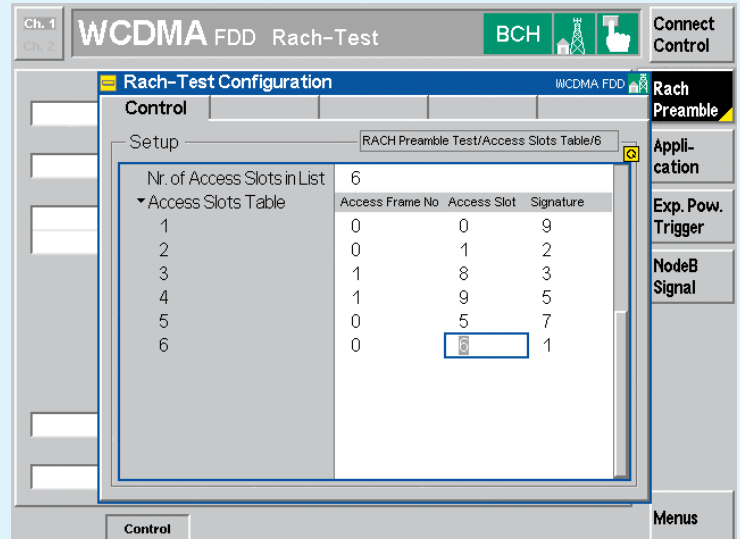 Ch. 1
Ch. 2
WCDMA FDD Rach-Test
BCH
Connect
Control
Rach-Test Configuration
WCDMA FDD
Rach
Preamble
Control
Setup
RACH Preamble Test/Access Slots Table/6
Appli-
cation
Nr. of Access Slots in List 6
Access Slots Table Access Frame No Access Slot Signature
1 0 0 9
2 0 1 2
3 1 8 3
4 1 9 5
5 0 5 7
6 0 6 1
Exp. Pow.
Trigger
NodeB
Signal
Control
Menus